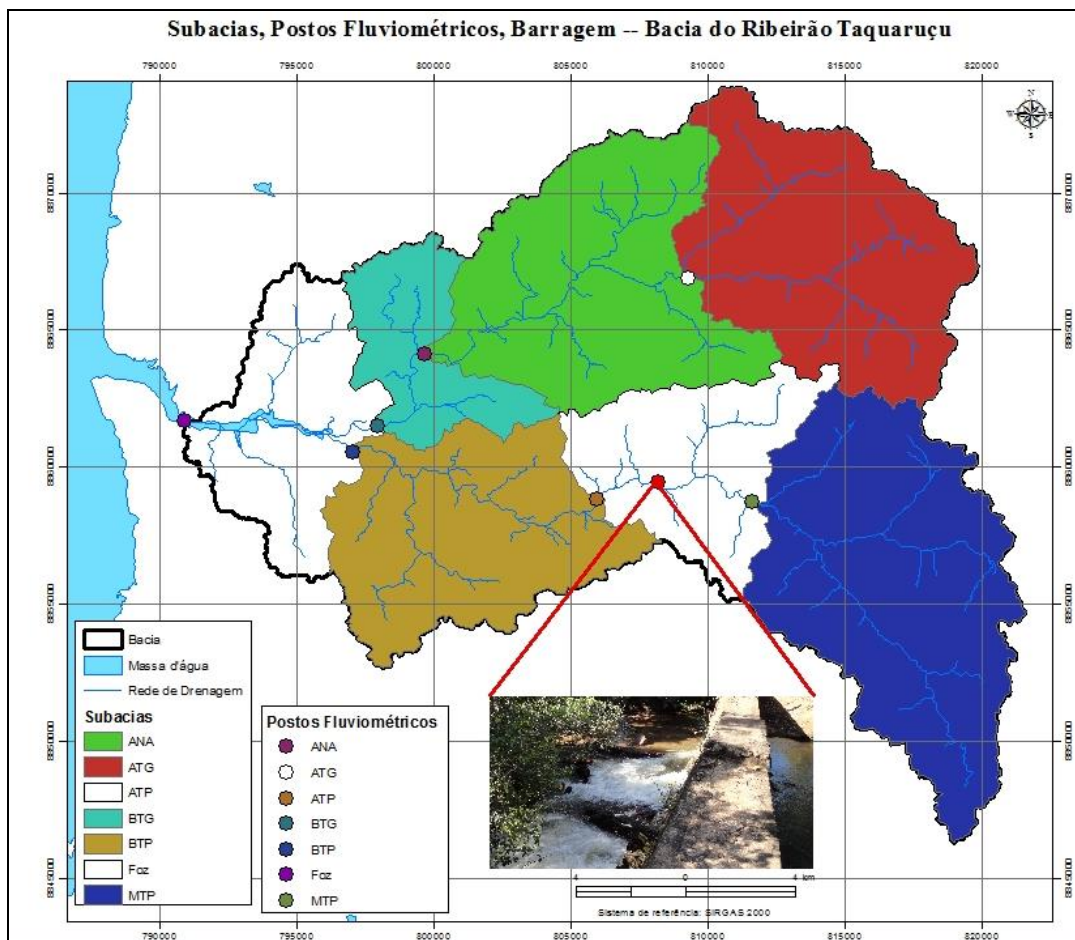 Subacias, Postos Fluviométricos, Barragem -- Bacia do Ribeirão Taquaruçu
790000 795000 800000 805000 810000 815000 820000
N
W E
S
8870000 8870000
8865000 8865000
8860000 8860000
8855000 8855000
8850000 8850000
8845000 8845000
Bacia
Massa d'água
Rede de Drenagem
Subacias
ANA
ATG
ATP
BTG
BTP
Foz
MTP
Postos Fluviométricos
ANA
ATG
ATP
BTG
BTP
Foz
MTP
4 0 4 km
Sistema de referência: SIRGAS 2000
790000 795000 800000 805000 810000 815000 820000